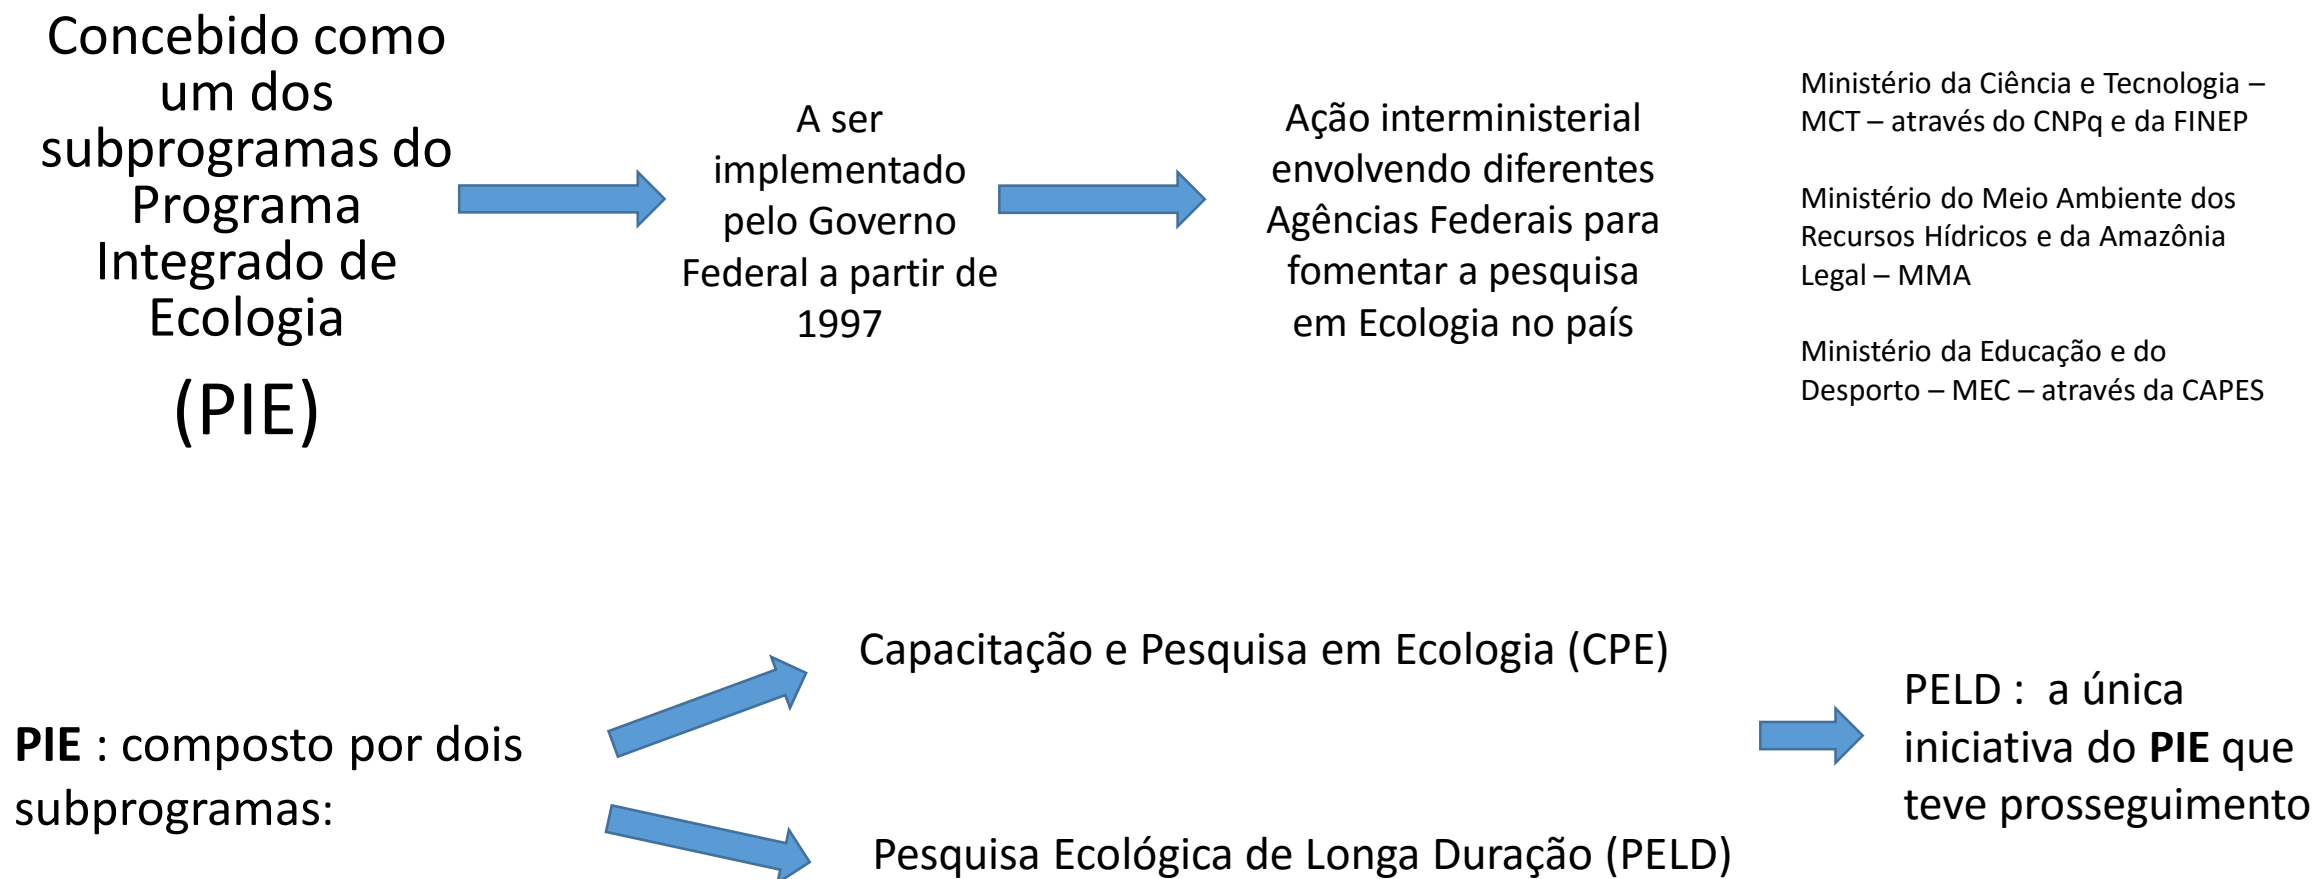 Concebido como
um dos
subprogramas do
Programa
Integrado de
Ecologia
(PIE)
A ser
implementado
pelo Governo
Federal a partir de
1997
Ação interministerial
envolvendo diferentes
Agências Federais para
fomentar a pesquisa
em Ecologia no país
Ministério da Ciência e Tecnologia –
MCT – através do CNPq e da FINEP
Ministério do Meio Ambiente dos
Recursos Hídricos e da Amazônia
Legal – MMA
Ministério da Educação e do
Desporto – MEC – através da CAPES
PIE : composto por dois
subprogramas:
Capacitação e Pesquisa em Ecologia (CPE)
Pesquisa Ecológica de Longa Duração (PELD)
PELD : a única
iniciativa do PIE que
teve prosseguimento